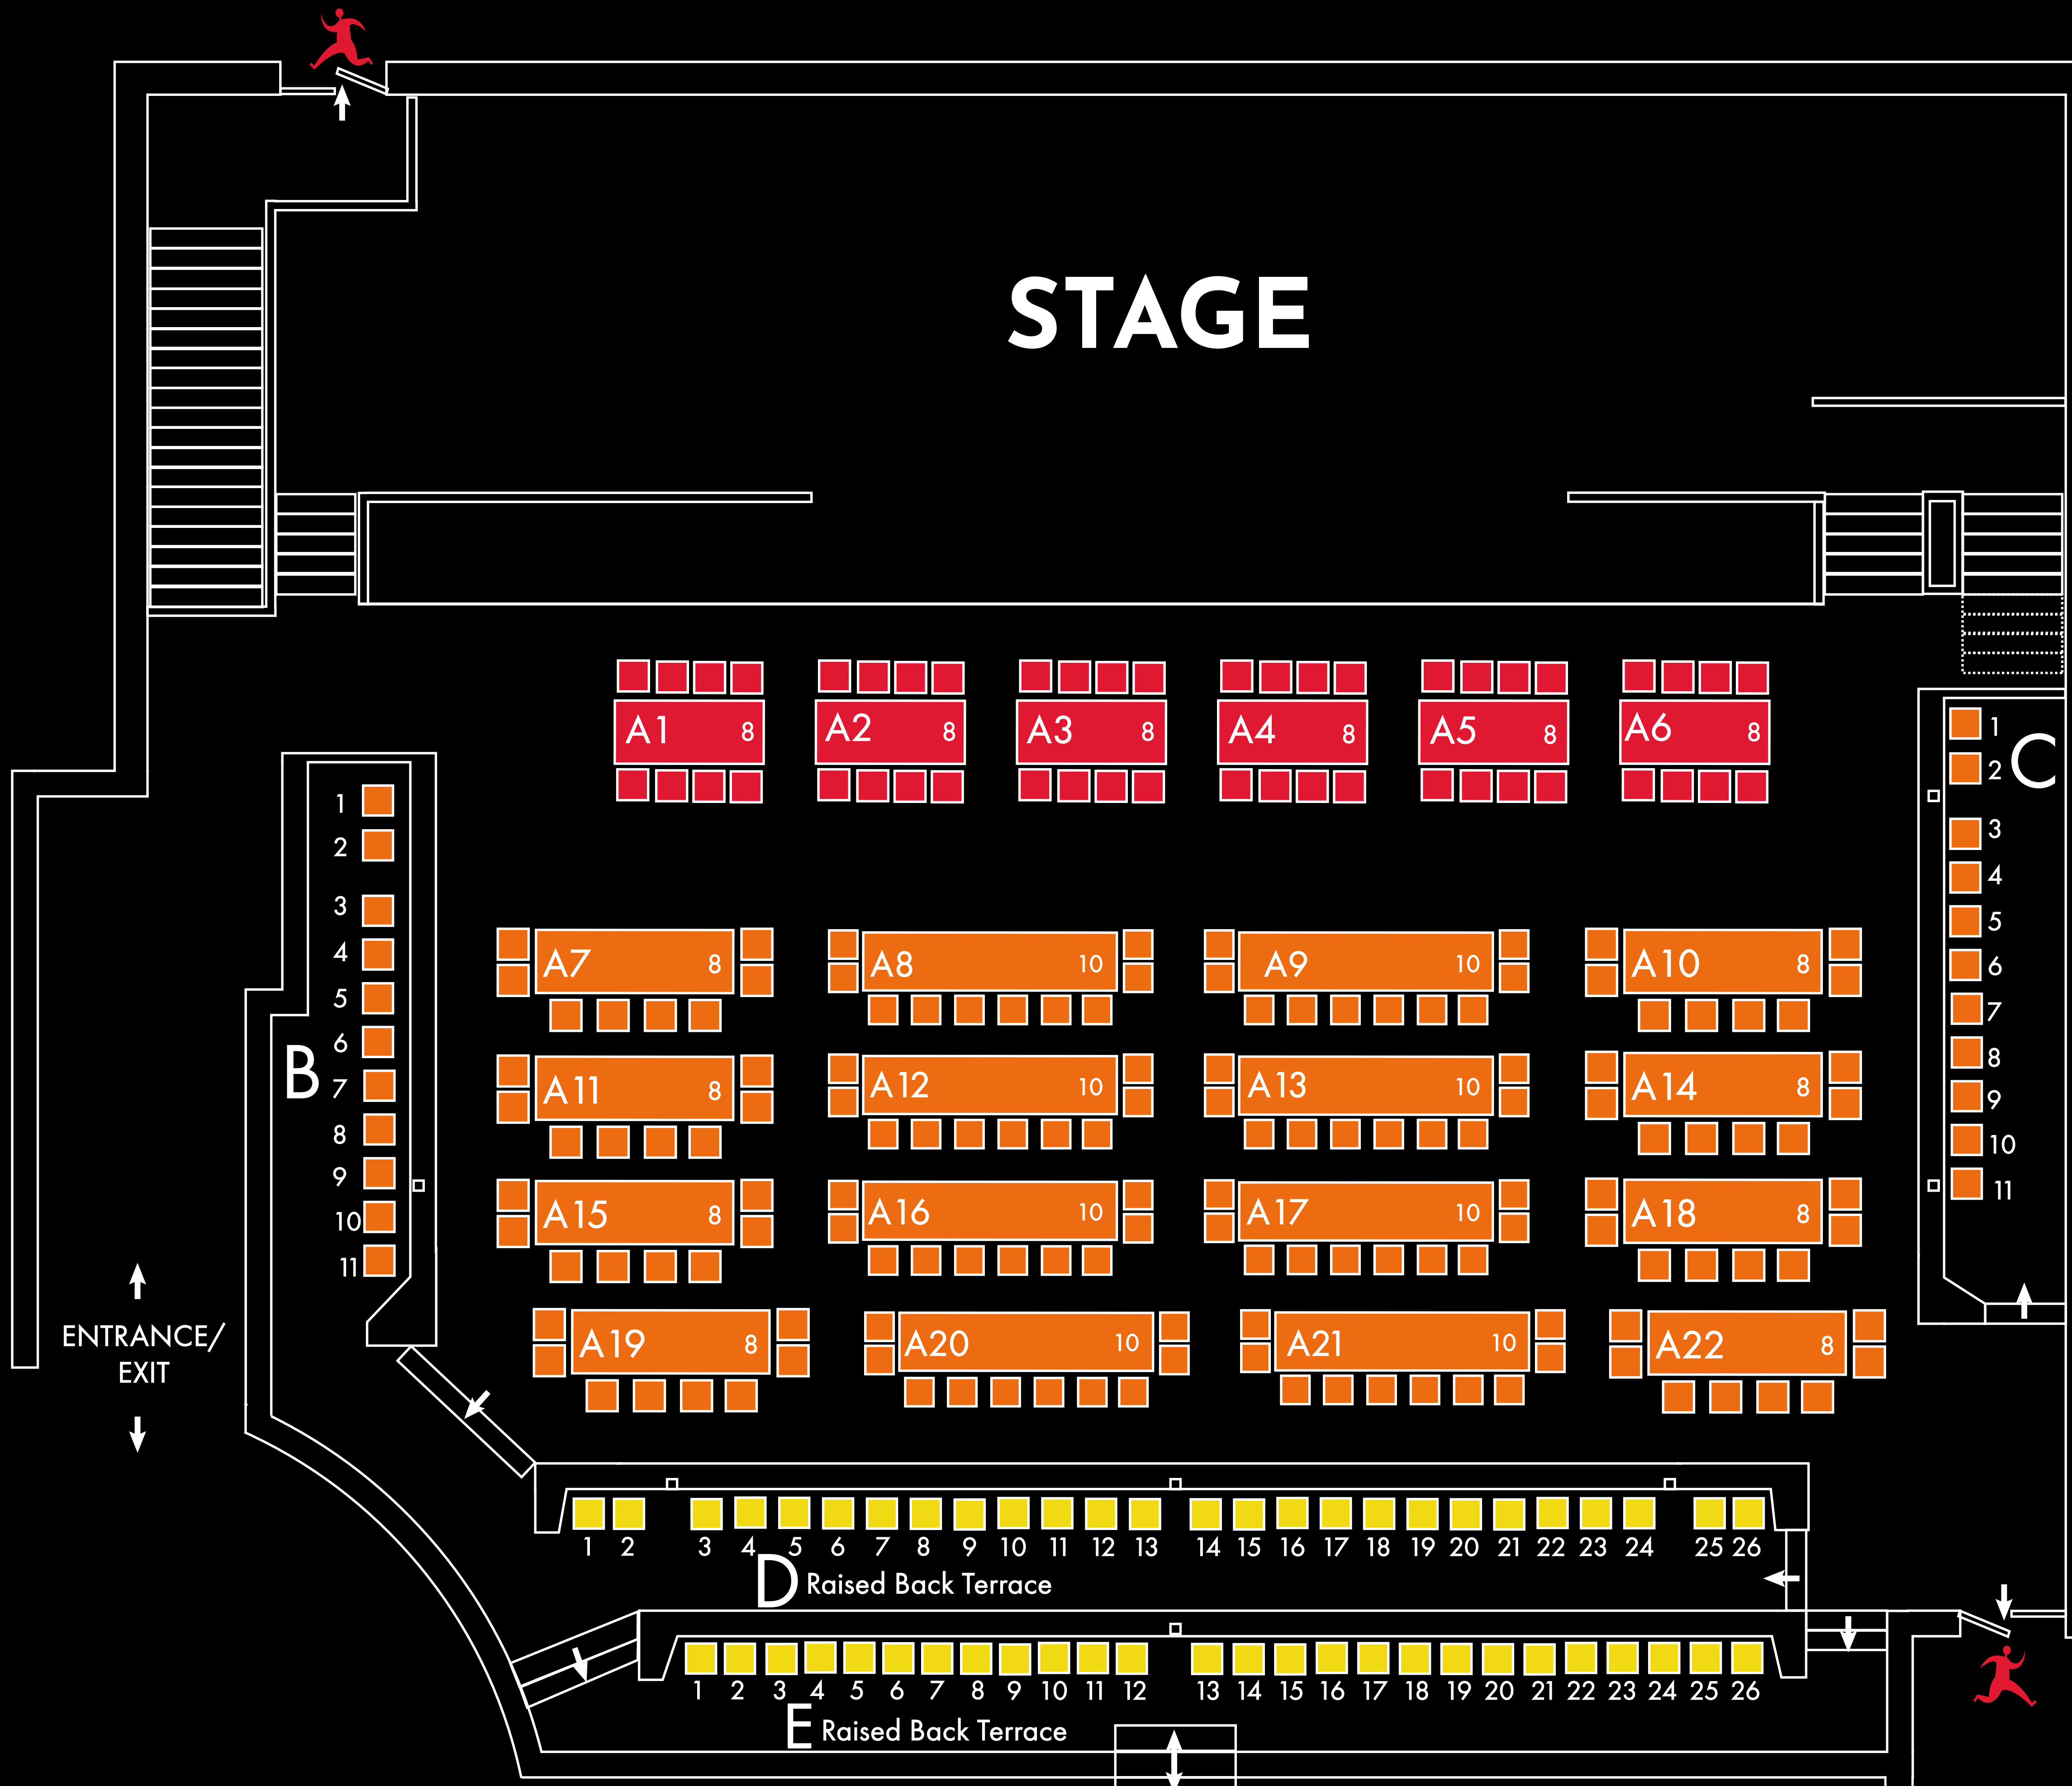 STAGE
A1 8
A2 8
A3 8
A4 8
A5 8
A6 8
1
2
3
4
5
6
7
8
9
10
11
B
1
2
3
4
5
6
7
8
9
10
11
C
A7 8
A8 10
A9 10
A10 8
A11 8
A12 10
A13 10
A14 8
A15 8
A16 10
A17 10
A18 8
A19 8
A20 10
A21 10
A22 8
ENTRANCE/
EXIT
1 2 3 4 5 6 7 8 9 10 11 12 13 14 15 16 17 18 19 20 21 22 23 24 25 26
D Raised Back Terrace
1 2 3 4 5 6 7 8 9 10 11 12 13 14 15 16 17 18 19 20 21 22 23 24 25 26
E Raised Back Terrace